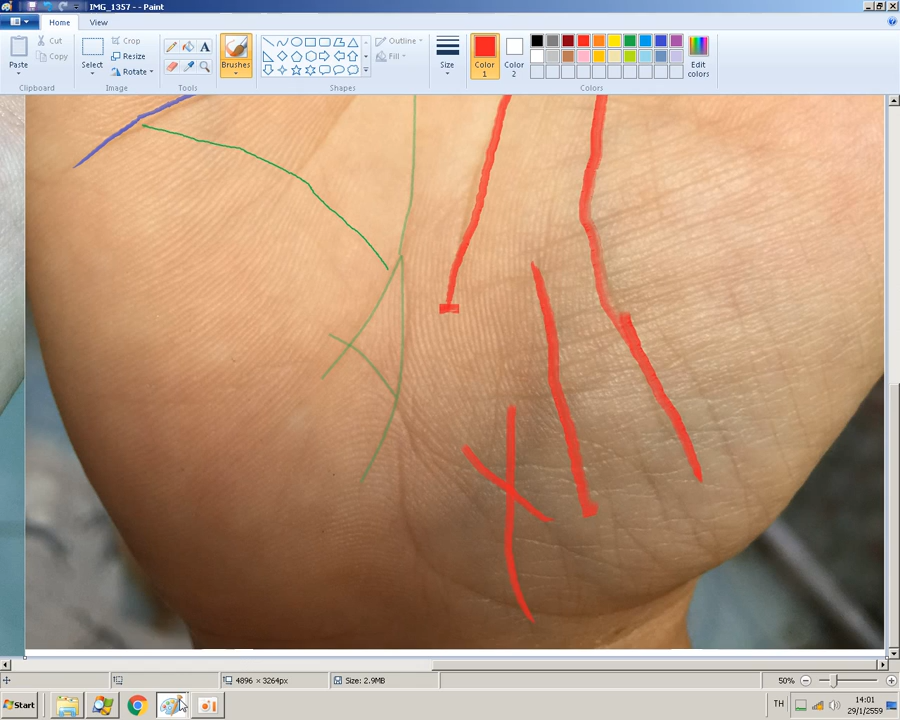 IMG_1357 - - Paint
Home View
Paste
Cut
Copy
Clipboard
Select
Crop
Resize
Rotate
Image
A
Tools
Brushes
Shapes
Outline
Fill
Size
Color 1
Color 2
Edit colors
Colors
4896 × 3264px
Size: 2.9MB
50%
Start
TH
14:01
29/1/2559